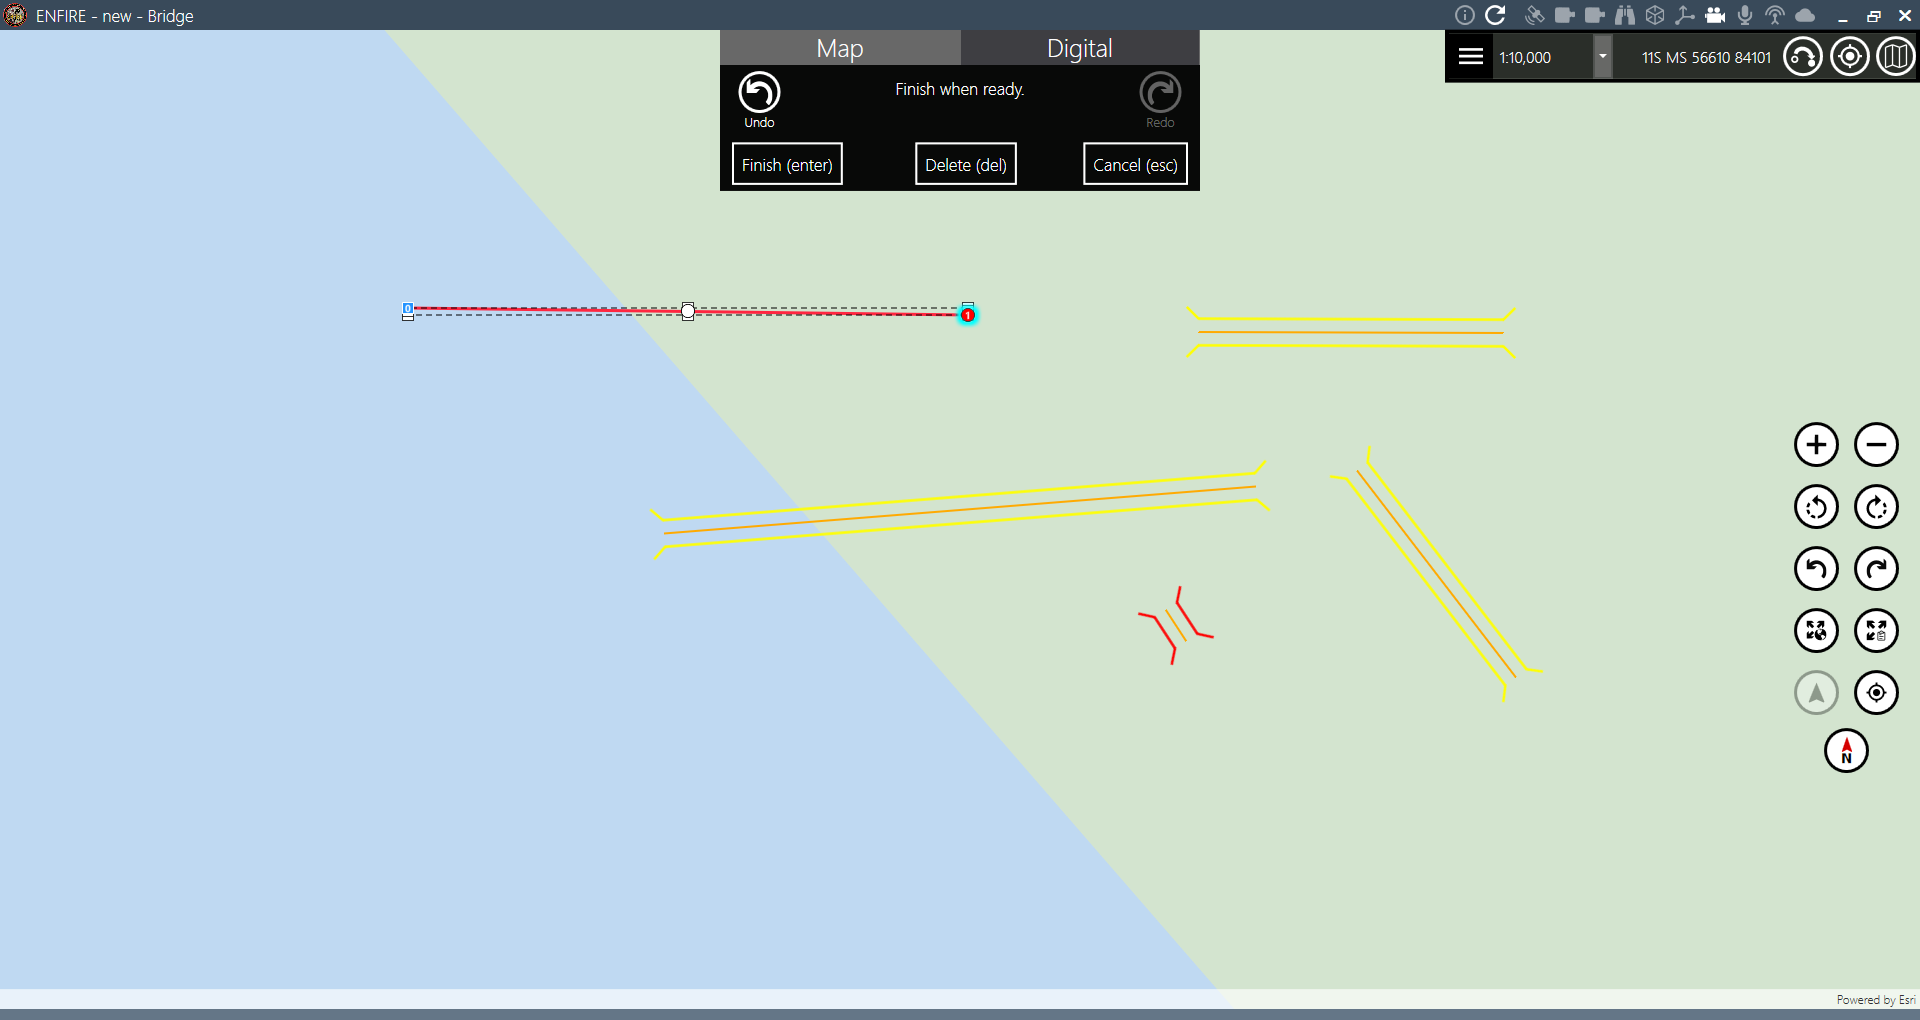 ENFIRE - new - Bridge
Map
Digital
1:10,000
11S MS 56610 84101
Finish when ready.
Undo
Redo
Finish (enter)
Delete (del)
Cancel (esc)
0
1
N
Powered by Esri